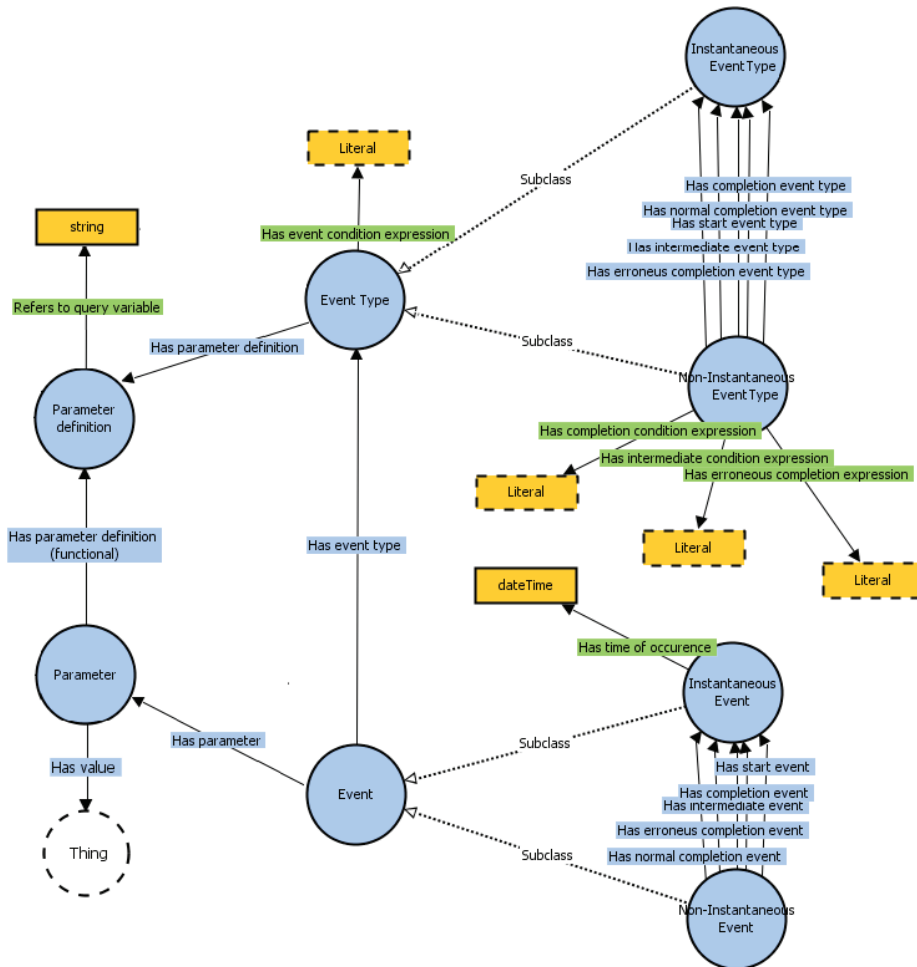 Instantaneous
EventType
Literal
Subclass
Has completion event type
string
Has normal completion event type
Has start event type
Has event condition expression
Has intermediate event type
Has erroneus completion event type
Event Type
Refers to query variable
Has parameter definition
Subclass
Non-Instantaneous
EventType
Parameter
definition
Has completion condition expression
Has intermediate condition expression
Has erroneous completion expression
Literal
Has parameter definition
(functional)
Has event type
Literal
Literal
dateTime
Has time of occurence
Parameter
Instantaneous
Event
Has parameter
Subclass
Has value
Has start event
Event
Has completion event
Has intermediate event
Has erroneus completion event
Thing
Subclass
Has normal completion event
Non-Instantaneous
Event